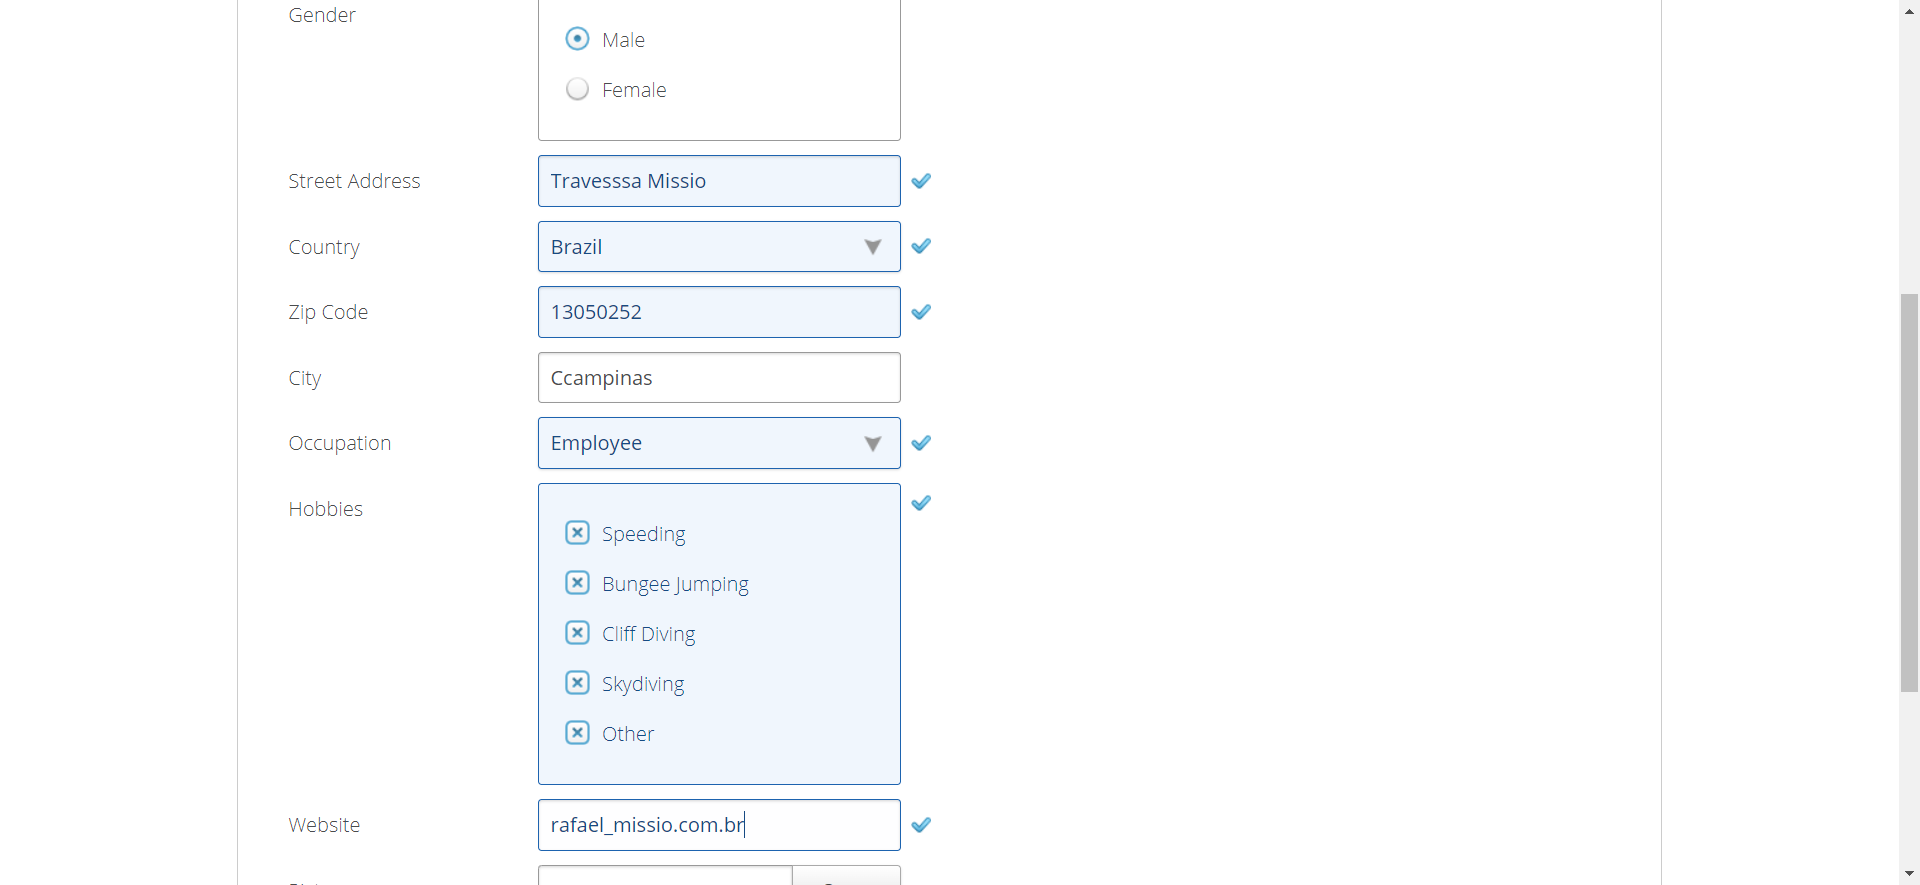 Gender
Male
Female
Street Address Travesssa Missio
Country Brazil
Zip Code 13050252
City Ccampinas
Occupation Employee
Hobbies
Speeding
Bungee Jumping
Cliff Diving
Skydiving
Other
Website rafael_missio.com.br